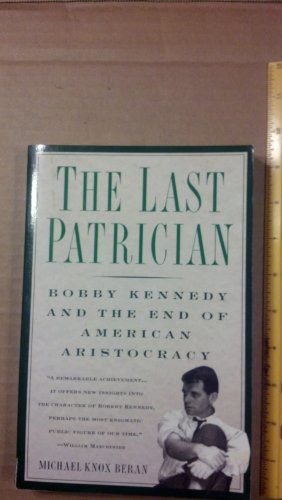 THE LAST
PATRICIAN
BOBBY KENNEDY
AND THE END OF
AMERICAN
ARISTOCRACY
"A REMARKABLE ACHIEVEMENT...
IT OFFERS NEW INSIGHTS INTO
THE CHARACTER OF ROBERT KENNEDY,
PERHAPS THE MOST ENIGMATIC
PUBLIC FIGURE OF OUR TIME."
—WILLIAM MANCHESTER
MICHAEL KNOX BERAN